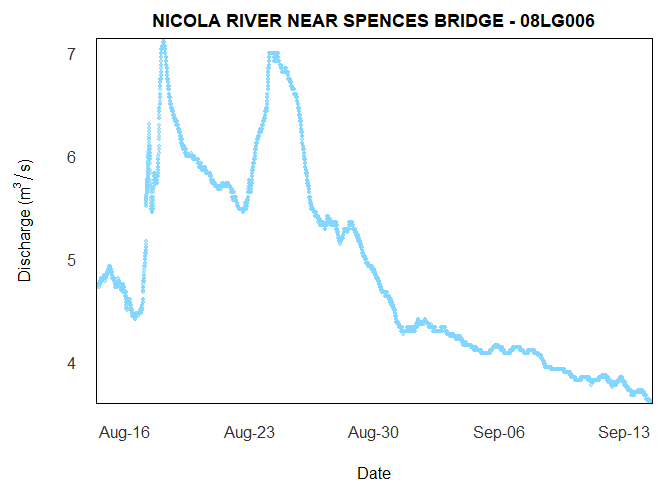 NICOLA RIVER NEAR SPENCES BRIDGE - 08LG006
7
6
5
4
Discharge (m³ / s)
Aug-16 Aug-23 Aug-30 Sep-06 Sep-13
Date